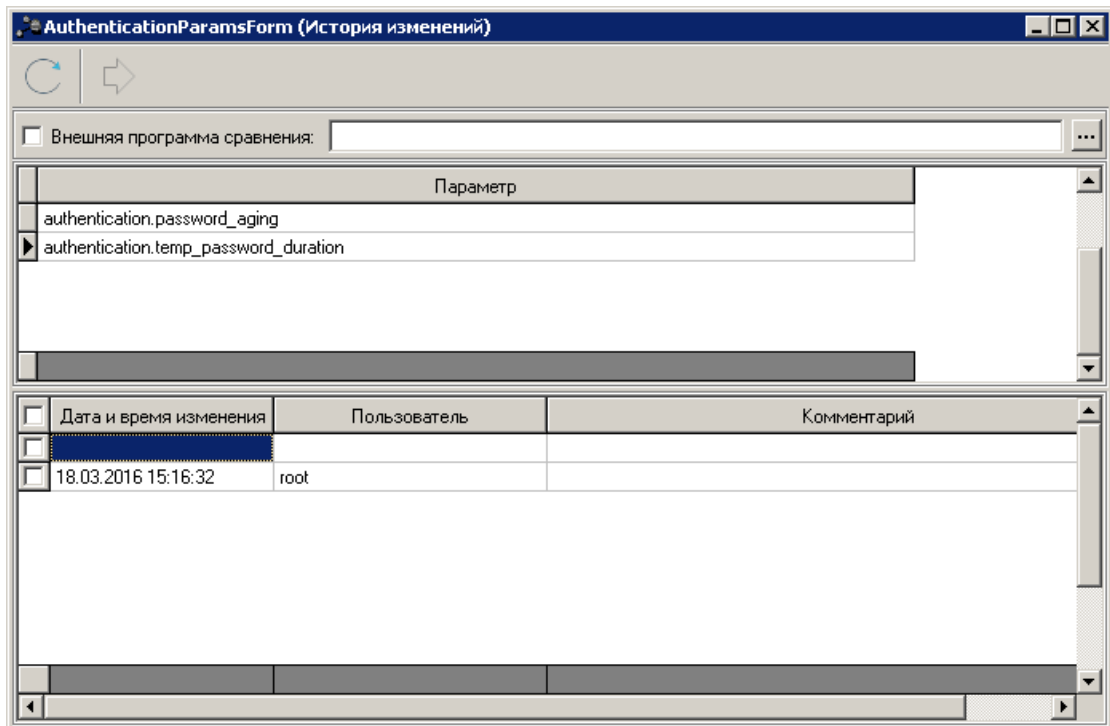 AuthenticationParamsForm (История изменений)
Внешняя программа сравнения: ...
Параметр
authentication.password_aging
authentication.temp_password_duration
Дата и время изменения Пользователь Комментарий
18.03.2016 15:16:32 root